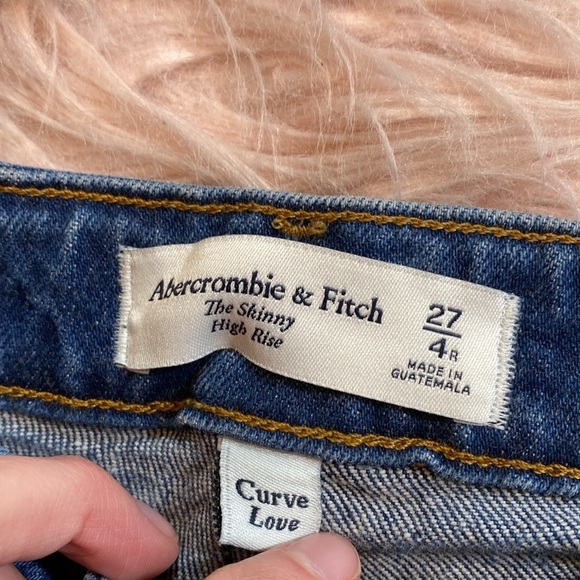 Abercrombie & Fitch
The Skinny
High Rise
27
4R
MADE IN
GUATEMALA
Curve
Love